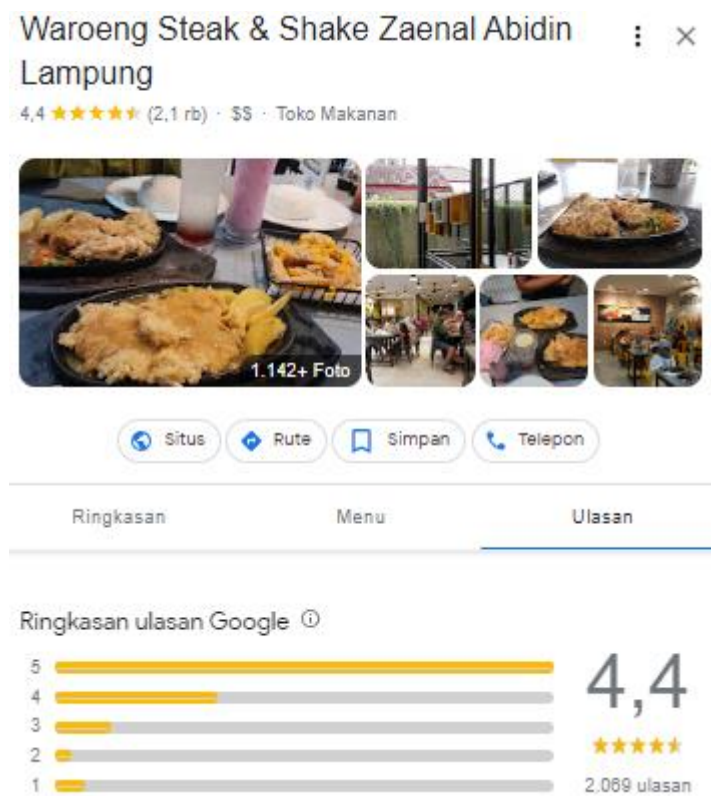 Waroeng Steak & Shake Zaenal Abidin
Lampung
4,4 (2,1 rb) · $$ · Toko Makanan
1.142+ Foto
Situs
Rute
Simpan
Telepon
Ringkasan
Menu
Ulasan
Ringkasan ulasan Google
5
4
3
2
1
4,4
2.069 ulasan